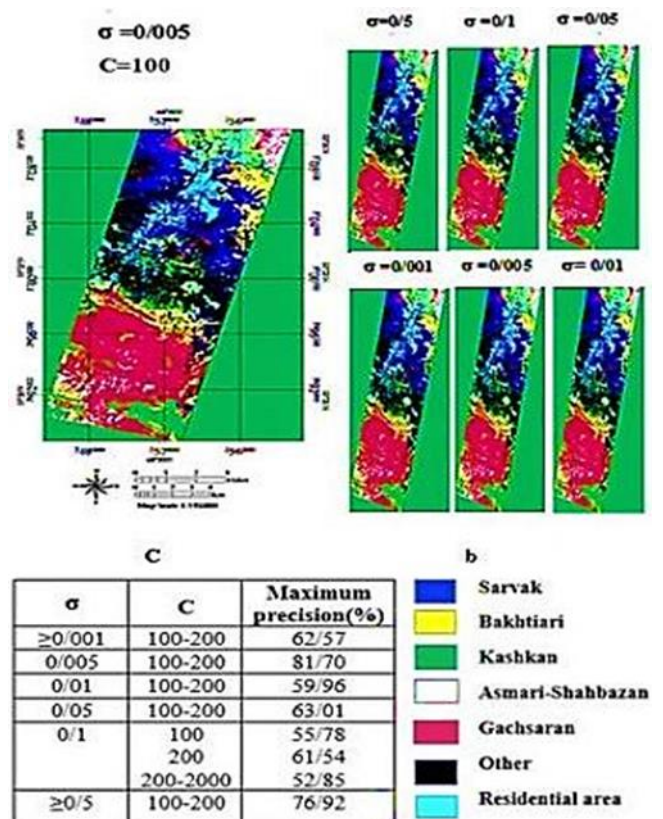 σ =0/005
C=100
σ=0/5
σ =0/1
σ =0/05
σ =0/001
σ =0/005
σ= 0/01
C
b
σ C Maximum precision(%)
≥0/001 100-200 62/57
0/005 100-200 81/70
0/01 100-200 59/96
0/05 100-200 63/01
0/1 100 55/78
200 61/54
200-2000 52/85
≥0/5 100-200 76/92
Sarvak
Bakhtiari
Kashkan
Asmari-Shahbazan
Gachsaran
Other
Residential area